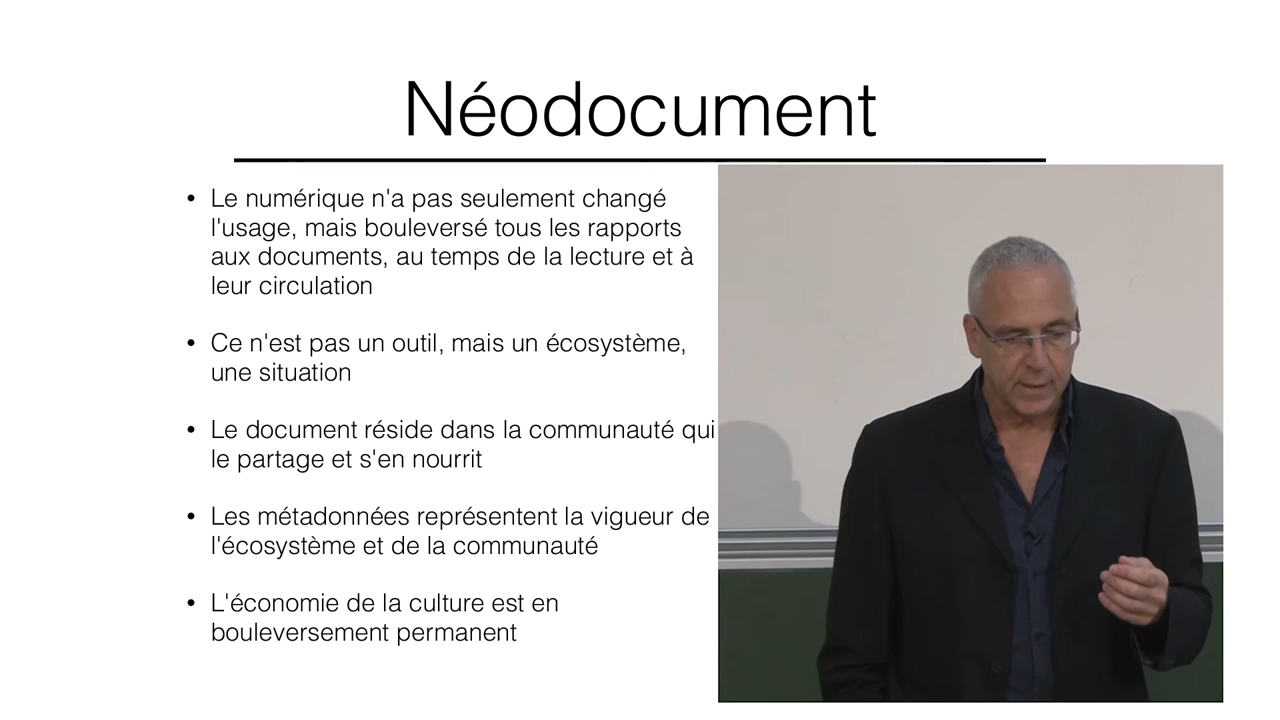 Néodocument
• Le numérique n'a pas seulement changé
l'usage, mais bouleversé tous les rapports
aux documents, au temps de la lecture et à
leur circulation
• Ce n'est pas un outil, mais un écosystème,
une situation
• Le document réside dans la communauté qui
le partage et s'en nourrit
• Les métadonnées représentent la vigueur de
l'écosystème et de la communauté
• L'économie de la culture est en
bouleversement permanent